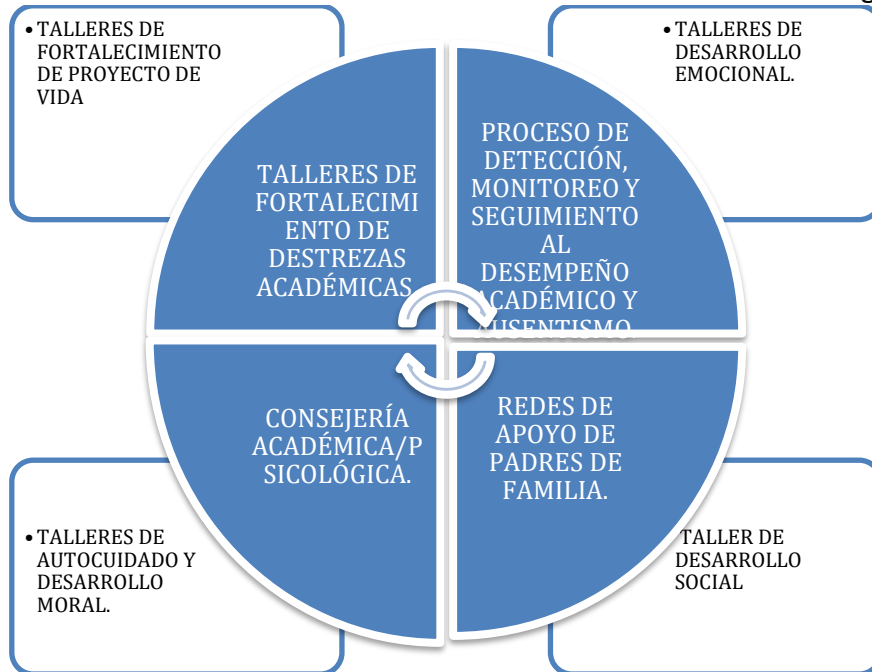 • TALLERES DE
FORTALECIMIENTO
DE PROYECTO DE
VIDA
• TALLERES DE
DESARROLLO
EMOCIONAL.
TALLERES DE
FORTALECIMI
ENTO DE
DESTREZAS
ACADÉMICAS.
PROCESO DE
DETECCIÓN,
MONITOREO Y
SEGUIMIENTO
AL
DESEMPEÑO
ACADÉMICO Y
AUSENTISMO.
CONSEJERÍA
ACADÉMICA/P
SICOLÓGICA.
REDES DE
APOYO DE
PADRES DE
FAMILIA.
• TALLERES DE
AUTOCUIDADO Y
DESARROLLO
MORAL.
TALLER DE
DESARROLLO
SOCIAL